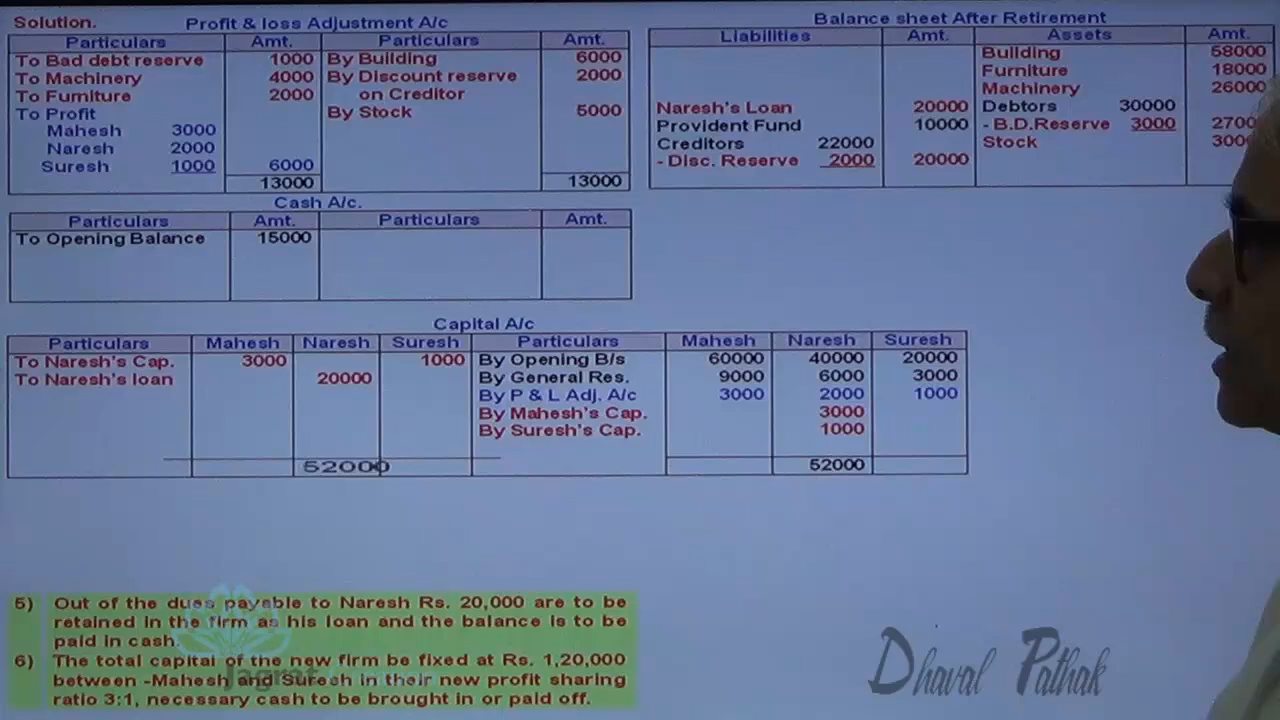 Solution.
Profit & loss Adjustment A/c
Particulars Amt. Particulars Amt.
To Bad debt reserve 1000 By Building 6000
To Machinery 4000 By Discount reserve 2000
To Furniture 2000 on Creditor
To Profit By Stock 5000
Mahesh 3000
Naresh 2000
Suresh 1000 6000
13000 13000
Balance sheet After Retirement
Liabilities Amt. Assets Amt.
Building 58000
Furniture 18000
Machinery 26000
Naresh's Loan 20000 Debtors 30000
Provident Fund 10000 - B.D.Reserve 3000
Creditors 22000 Stock
- Disc. Reserve 2000 20000
Cash A/c.
Particulars Amt. Particulars Amt.
To Opening Balance 15000
Capital A/c
Particulars Mahesh Naresh Suresh Particulars Mahesh Naresh Suresh
To Naresh's Cap. 3000 1000 By Opening B/s 60000 40000 20000
To Naresh's loan 20000 By General Res. 9000 6000 3000
By P & L Adj. A/c 3000 2000 1000
By Mahesh's Cap. 3000
By Suresh's Cap. 1000
52000 52000
5) Out of the dues payable to Naresh Rs. 20,000 are to be
retained in the firm as his loan and the balance is to be
paid in cash.
6) The total capital of the new firm be fixed at Rs. 1,20,000
between -Mahesh and Suresh in their new profit sharing
ratio 3:1, necessary cash to be brought in or paid off.
Dhaval Pathak